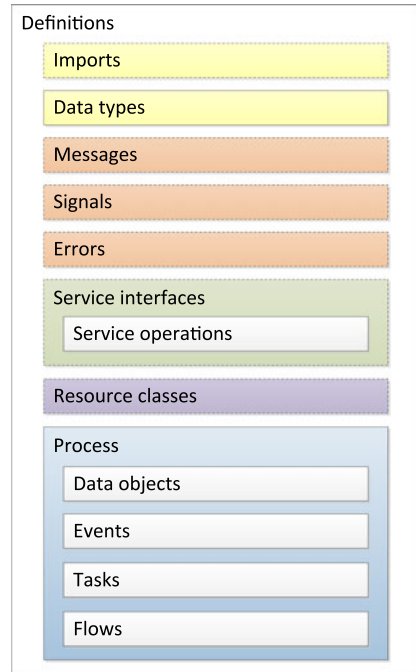 Definitions
Imports
Data types
Messages
Signals
Errors
Service interfaces
Service operations
Resource classes
Process
Data objects
Events
Tasks
Flows